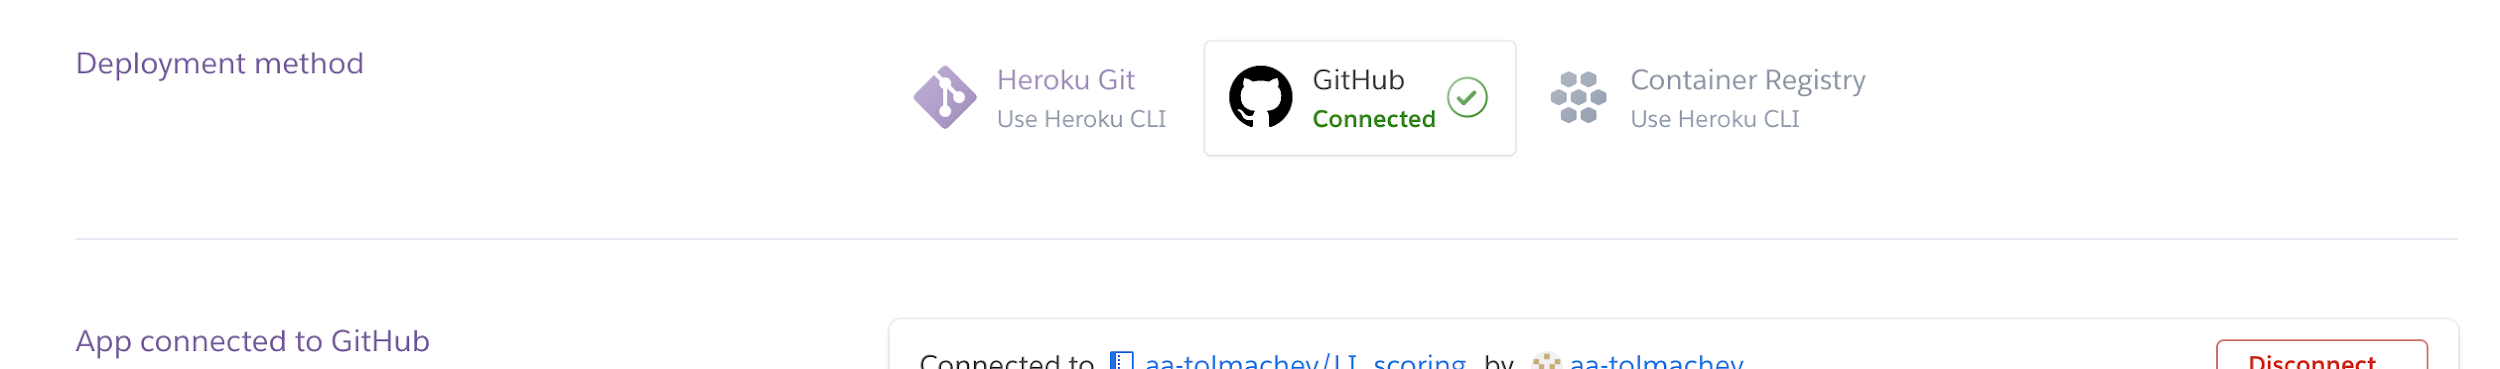 Deployment method
Heroku Git
Use Heroku CLI
GitHub
Connected
Container Registry
Use Heroku CLI
App connected to GitHub
Connected to aa-tolmachev/LI_scoring by aa-tolmachev
Disconnect